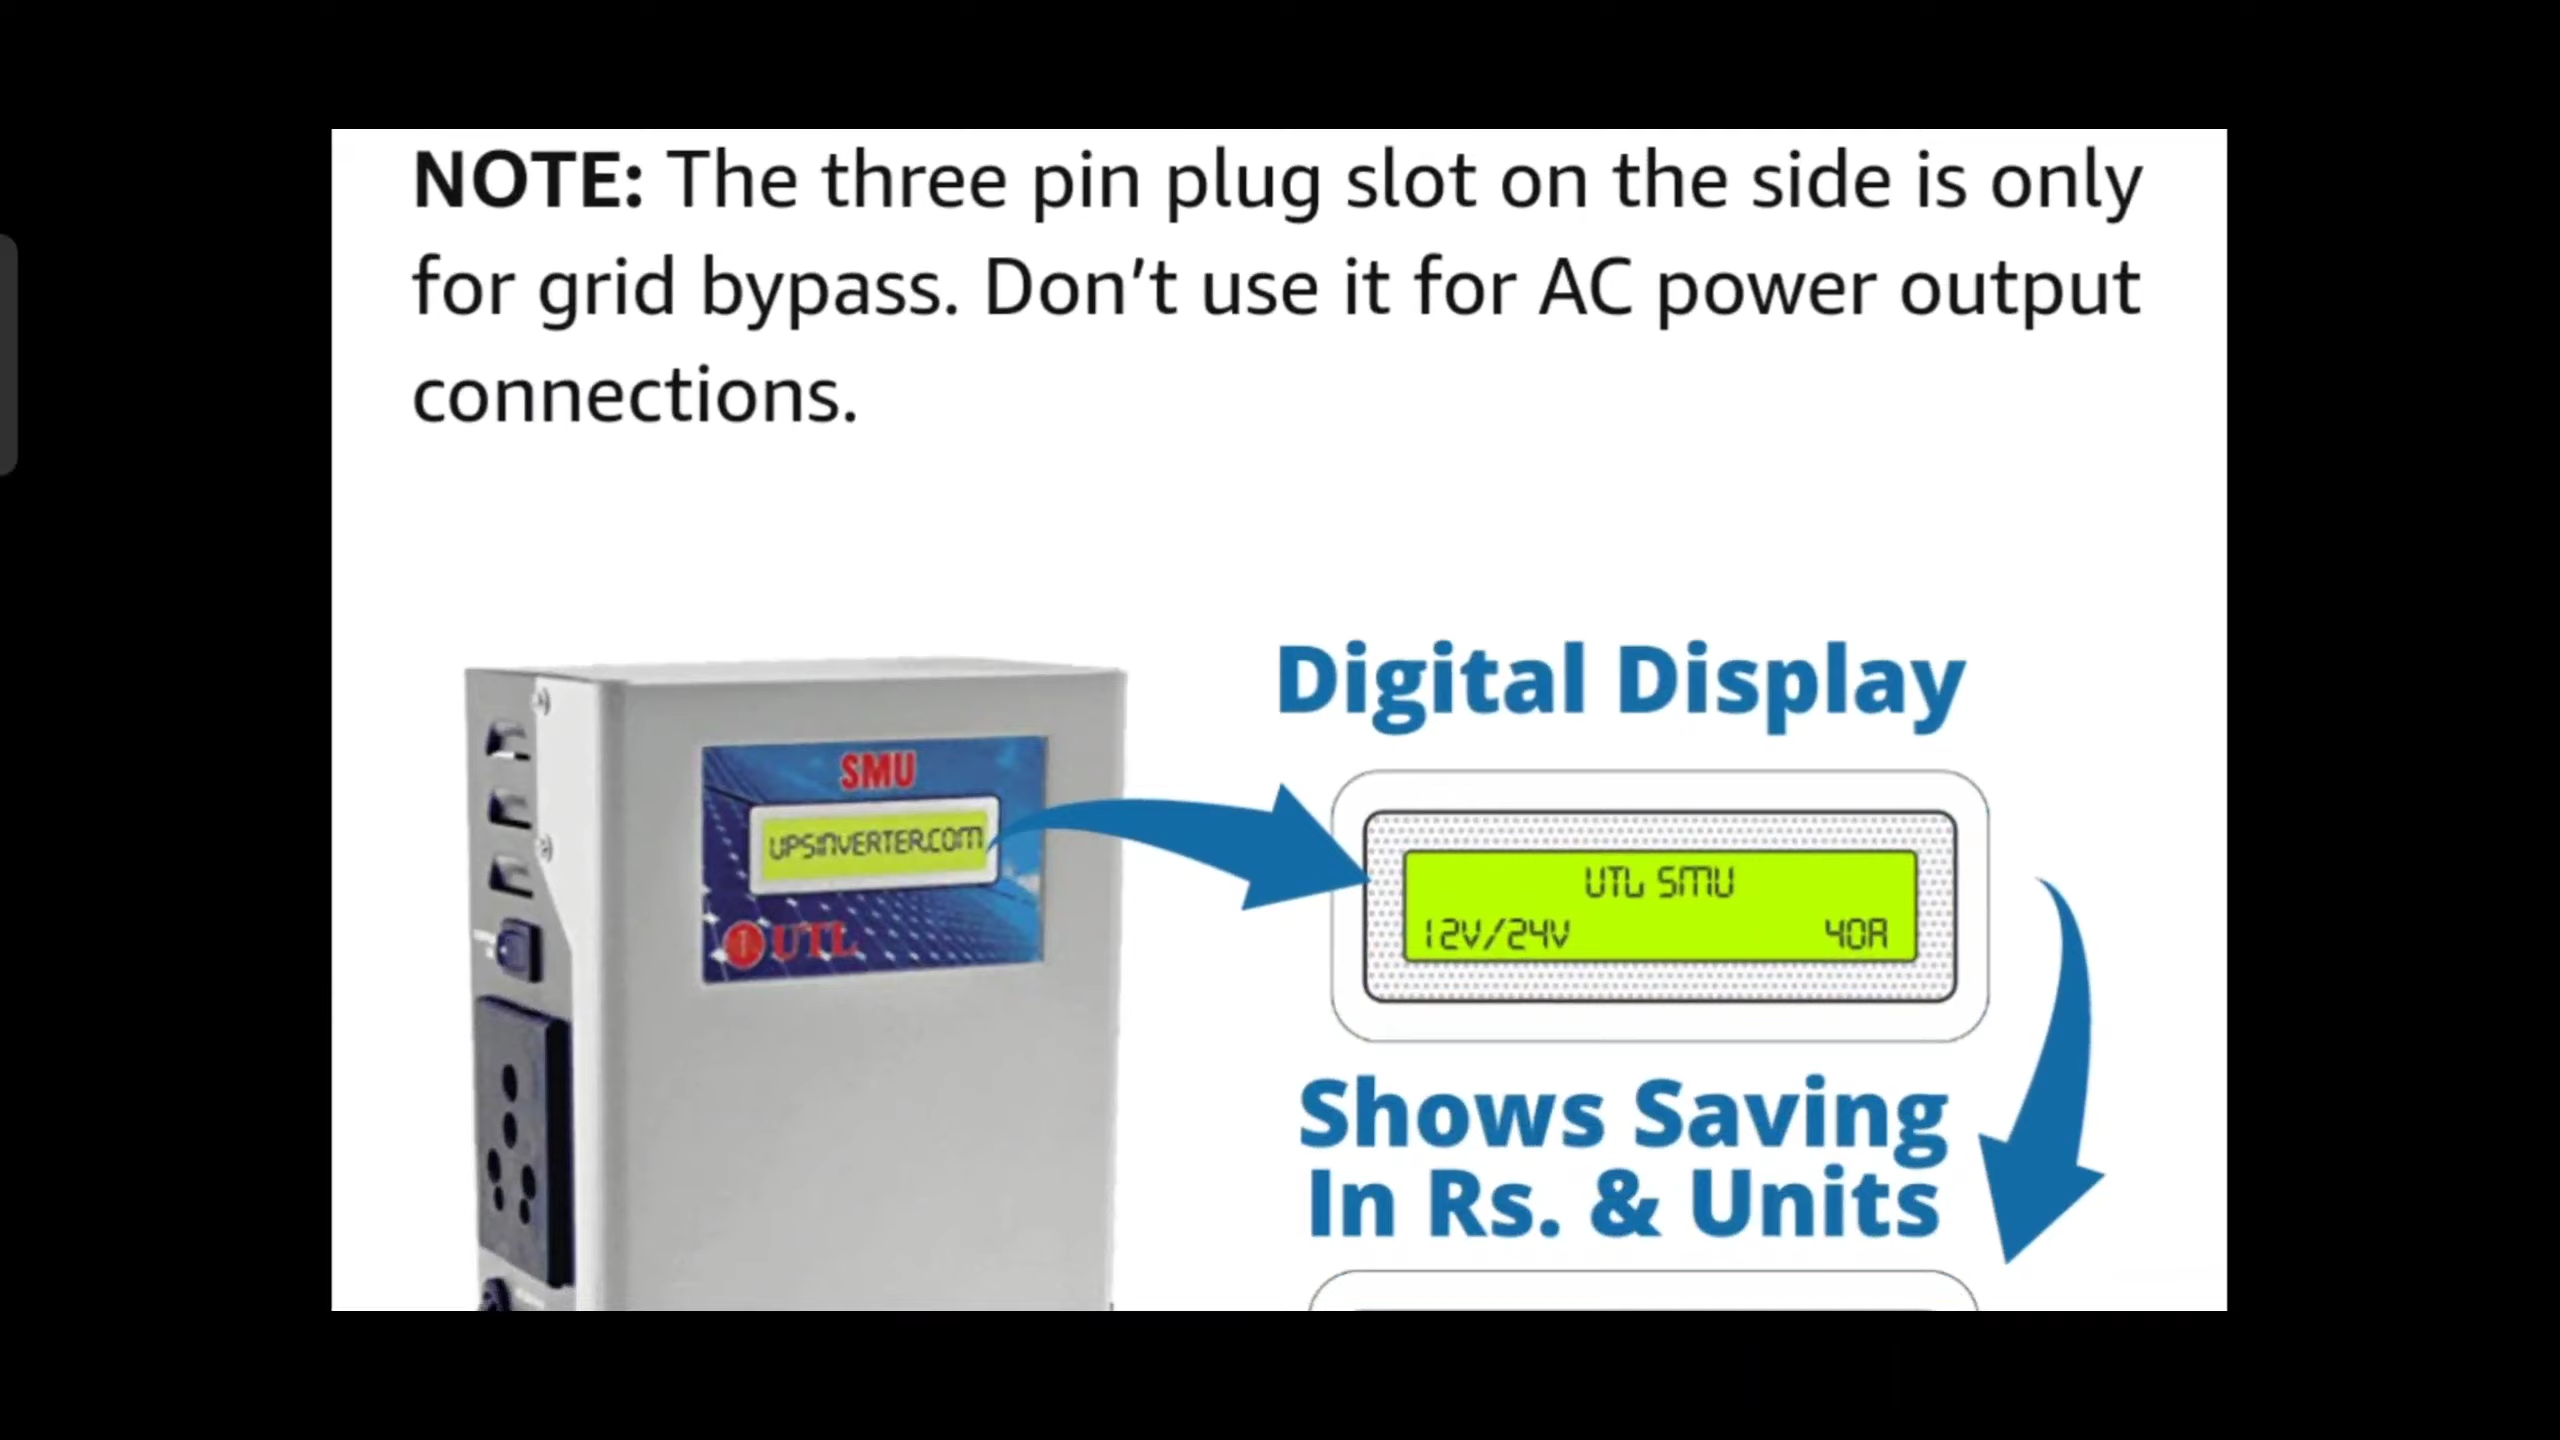 NOTE: The three pin plug slot on the side is only
for grid bypass. Don’t use it for AC power output
connections.
Digital Display
SMU
UPSINVERTER.COM
UTL SMU
12V/24V 40A
UTL
Shows Saving
In Rs. & Units